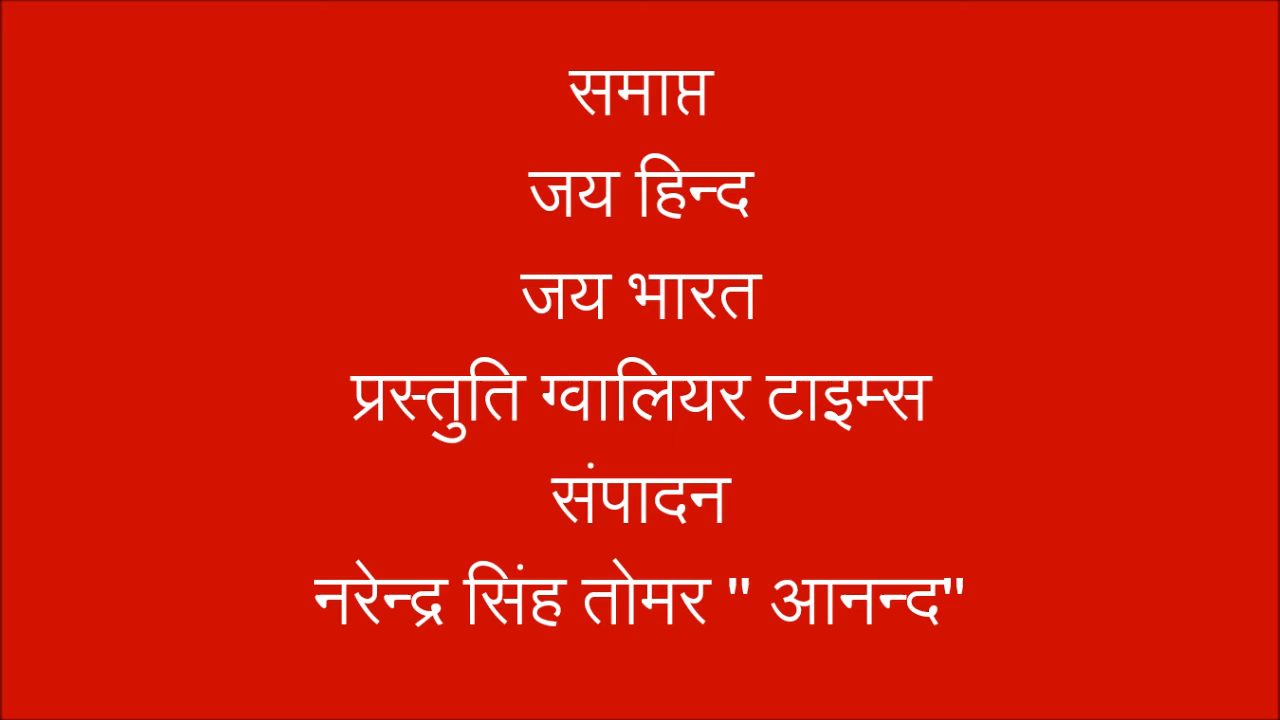 समाप्त
जय हिन्द
जय भारत
प्रस्तुति ग्वालियर टाइम्स
संपादन
नरेन्द्र सिंह तोमर " आनन्द"